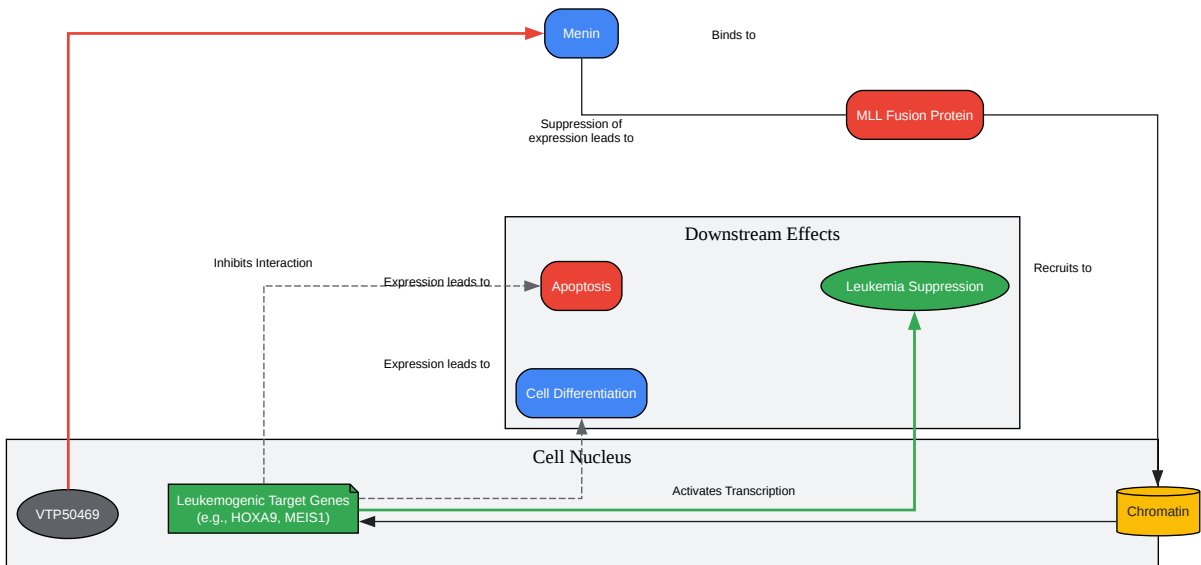 Menin
Binds to
MLL Fusion Protein
Suppression of
expression leads to
Downstream Effects
Inhibits Interaction
Recruits to
Expression leads to
Apoptosis
Leukemia Suppression
Expression leads to
Cell Differentiation
Cell Nucleus
Activates Transcription
VTP50469
Leukemogenic Target Genes
(e.g., HOXA9, MEIS1)
Chromatin